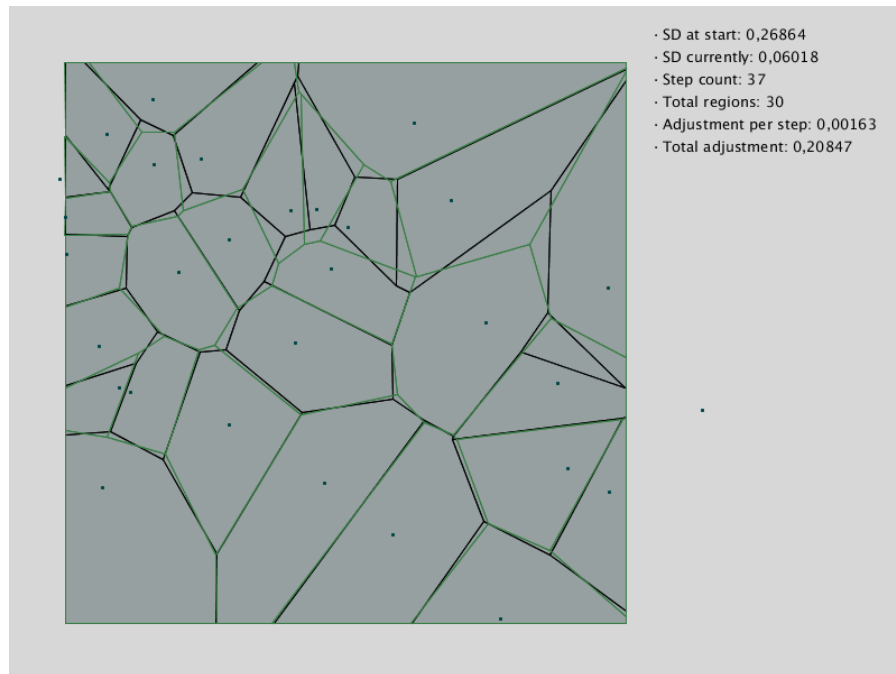 · SD at start: 0,26864
· SD currently: 0,06018
· Step count: 37
· Total regions: 30
· Adjustment per step: 0,00163
· Total adjustment: 0,20847